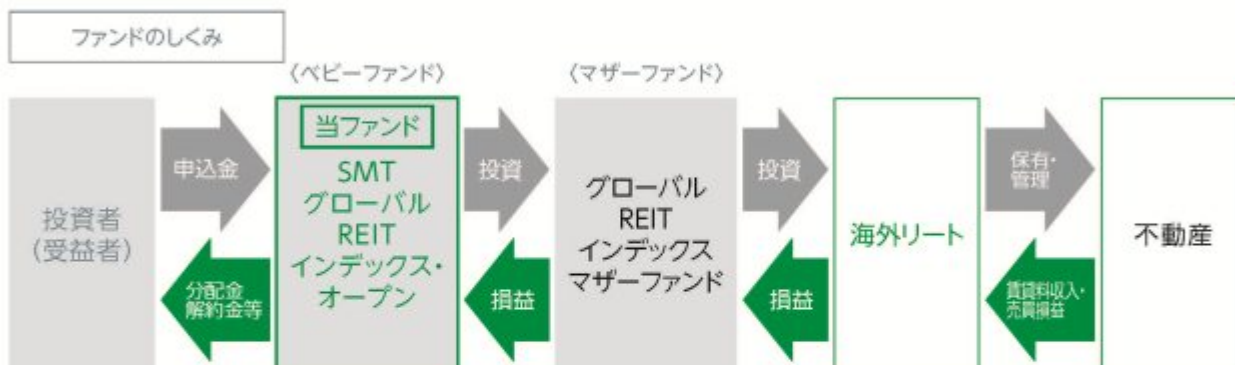 ファンドのしくみ
〈ベビーファンド〉
〈マザーファンド〉
投資者
(受益者)
申込金
分配金
解約金等
当ファンド
SMT
グローバル
REIT
インデックス・
オープン
投資
損益
グローバル
REIT
インデックス
マザーファンド
投資
損益
海外リート
保有・
管理
賃貸料収入・
売買損益
不動産